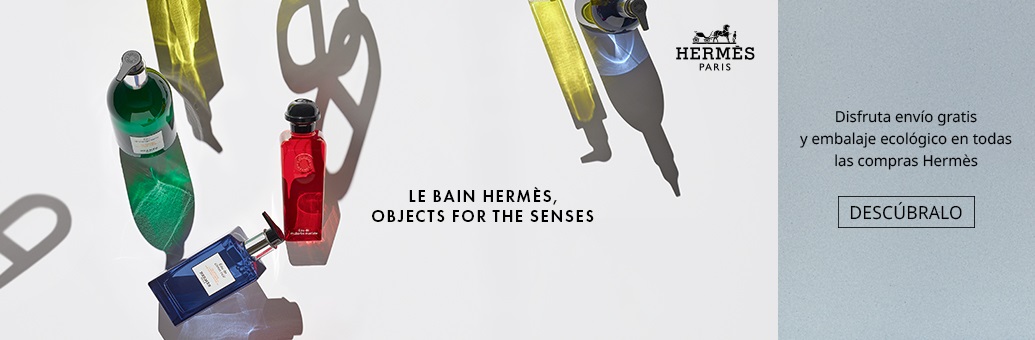 HERMÈS
PARIS
LE BAIN HERMÈS,
OBJECTS FOR THE SENSES
Disfruta envío gratis
y embalaje ecológico en todas
las compras Hermès
DESCÚBRALO